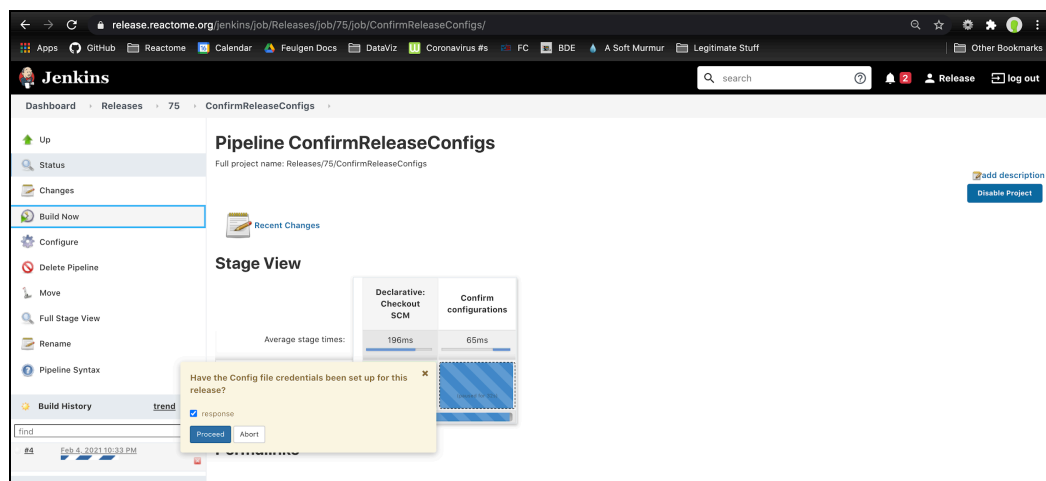 release.reactome.org/jenkins/job/Releases/job/75/job/ConfirmReleaseConfigs/
Apps GitHub Reactome Calendar Feulgen Docs DataViz Coronavirus #s FC BDE A Soft Murmur Legitimate Stuff Other Bookmarks
Jenkins search 2 Release log out
Dashboard Releases 75 ConfirmReleaseConfigs
Up
Status
Changes
Build Now
Configure
Delete Pipeline
Move
Full Stage View
Rename
Pipeline Syntax
Build History trend
find
#4 Feb 4, 2021 10:33 PM
Pipeline ConfirmReleaseConfigs
Full project name: Releases/75/ConfirmReleaseConfigs
add description
Disable Project
Recent Changes
Stage View
Declarative:
Checkout
SCM
Confirm
configurations
Average stage times:
196ms
65ms
Have the Config file credentials been set up for this
release?
response
Proceed Abort
Permalinks